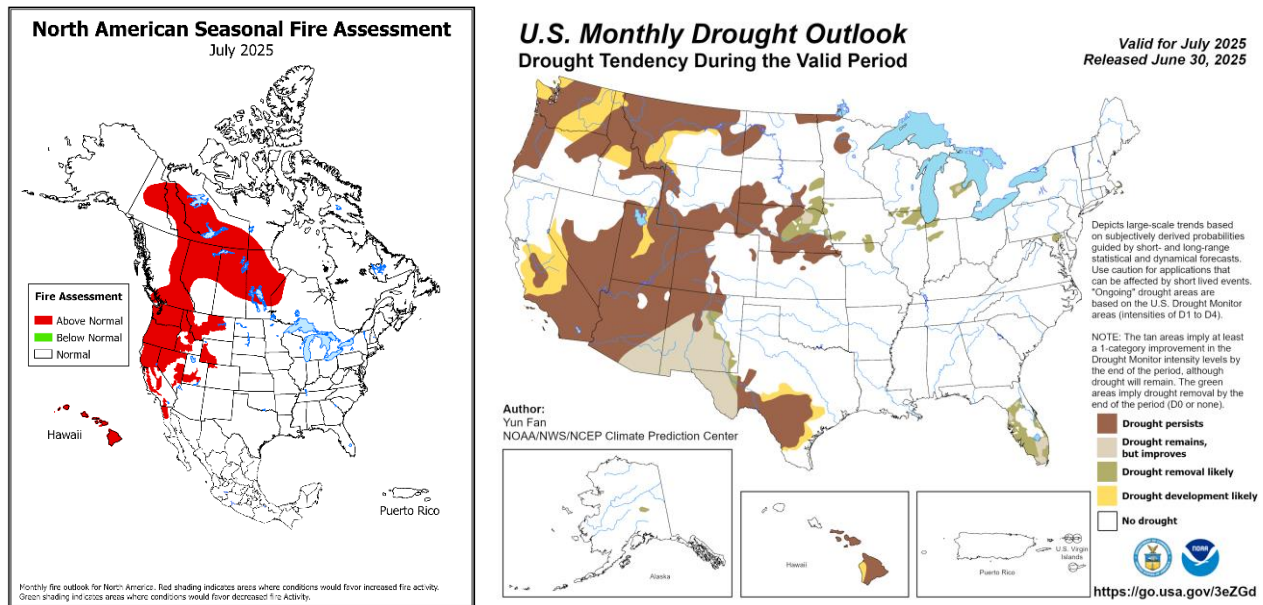 North American Seasonal Fire Assessment
July 2025
Fire Assessment
Above Normal
Below Normal
Normal
Hawaii
Puerto Rico
Monthly fire outlook for North America. Red shading indicates areas where conditions would favor increased fire activity.
Green shading indicates areas where conditions would favor decreased fire Activity.
U.S. Monthly Drought Outlook
Drought Tendency During the Valid Period
Valid for July 2025
Released June 30, 2025
Depicts large-scale trends based
on subjectively derived probabilities
guided by short- and long-range
statistical and dynamical forecasts.
Use caution for applications that
can be affected by short lived events.
"Ongoing" drought areas are
based on the U.S. Drought Monitor
areas (intensities of D1 to D4).
NOTE: The tan areas imply at least
a 1-category improvement in the
Drought Monitor intensity levels by
the end of the period, although
drought will remain. The green
areas imply drought removal by the
end of the period (D0 or none).
Author:
Yun Fan
NOAA/NWS/NCEP Climate Prediction Center
Drought persists
Drought remains,
but improves
Drought removal likely
Drought development likely
No drought
Alaska
Hawaii
Puerto Rico
U.S. Virgin
Islands
NOAA
https://go.usa.gov/3eZGd